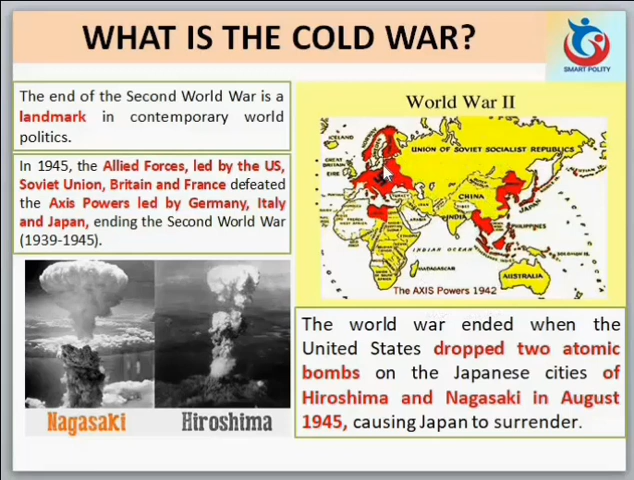 WHAT IS THE COLD WAR?
SMART POLITY
The end of the Second World War is a
landmark in contemporary world
politics.
In 1945, the Allied Forces, led by the US,
Soviet Union, Britain and France defeated
the Axis Powers led by Germany, Italy
and Japan, ending the Second World War
(1939-1945).
Nagasaki
Hiroshima
World War II
ICELAND
GREAT
BRITAIN
EIRE
UNION OF SOVIET SOCIALIST REPUBLICS
CHINA
JAPAN
INDIA
PHILIPPINES
INDIAN OCEAN
MADAGASCAR
AUSTRALIA
The AXIS Powers 1942
The world war ended when the
United States dropped two atomic
bombs on the Japanese cities of
Hiroshima and Nagasaki in August
1945, causing Japan to surrender.